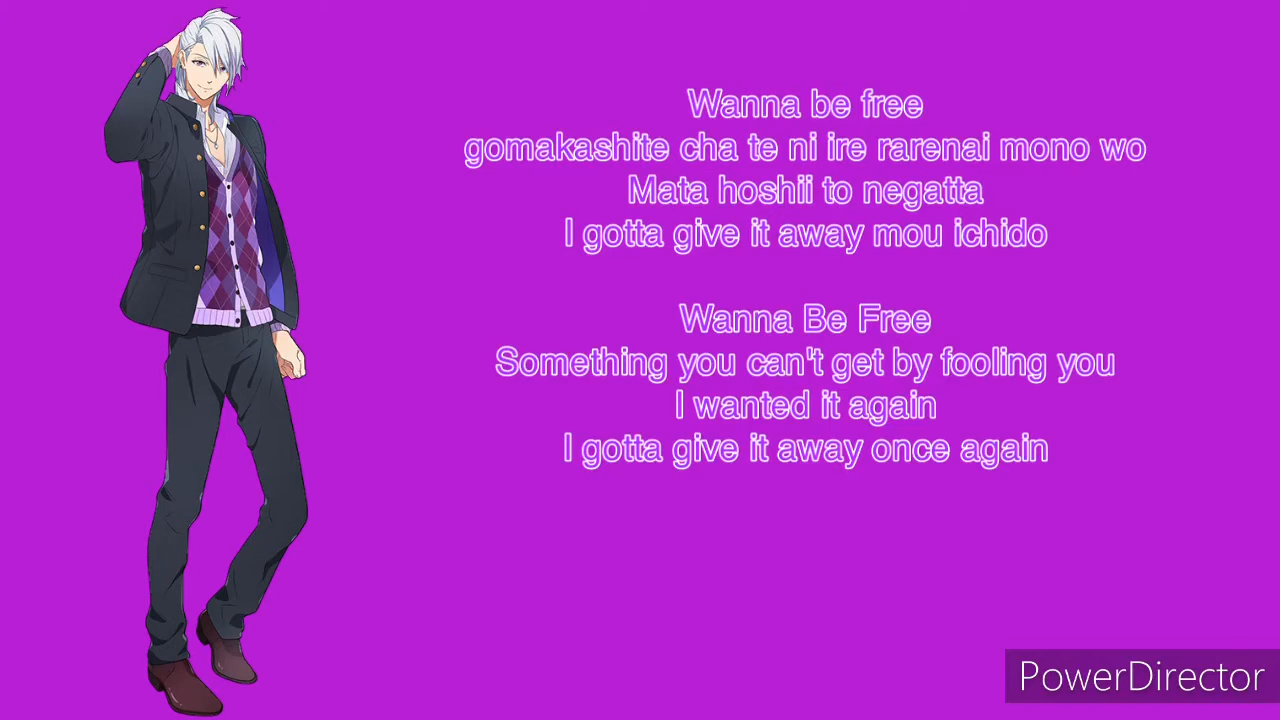 Wanna be free
gomakashite cha te ni ire rarenai mono wo
Mata hoshii to negatta
I gotta give it away mou ichido
Wanna Be Free
Something you can't get by fooling you
I wanted it again
I gotta give it away once again
PowerDirector